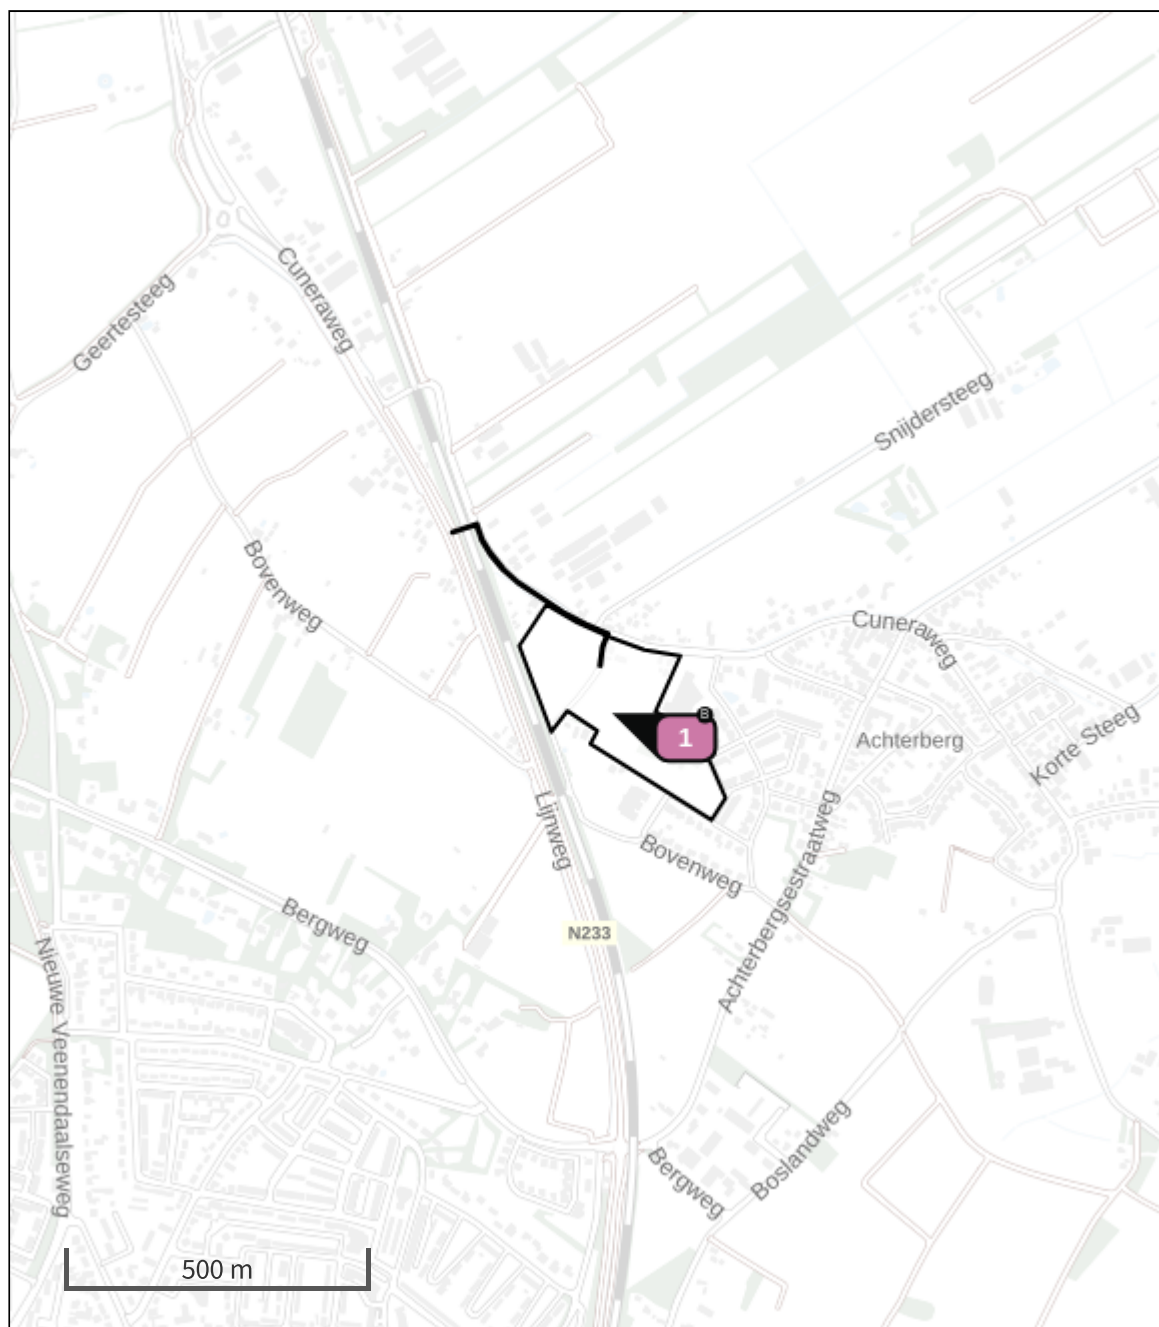 Cuneraweg
Geertesteeg
Snijdersteeg
Bovenweg
Cuneraweg
B
1
Achterberg
Korte Steeg
Lijnweg
Bovenweg
Achterbergsestraatweg
Bergweg
N233
Nieuwe Veenendaalseweg
Boslandweg
Bergweg
500 m